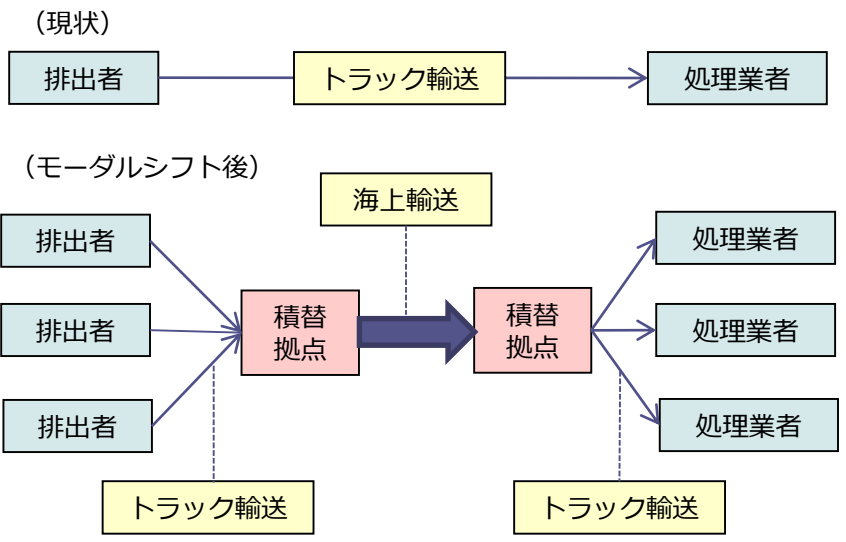 （現状）
排出者
トラック輸送
処理業者
（モーダルシフト後）
海上輸送
排出者
処理業者
積替
拠点
積替
拠点
排出者
処理業者
排出者
処理業者
トラック輸送
トラック輸送